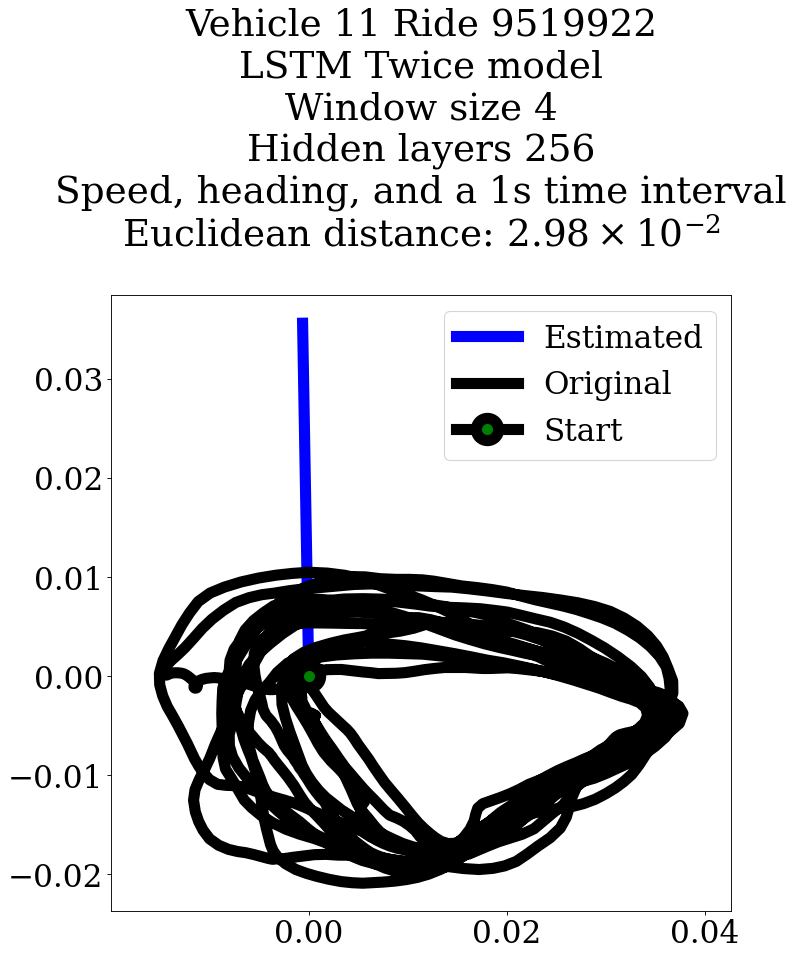 Vehicle 11 Ride 9519922
LSTM Twice model
Window size 4
Hidden layers 256
Speed, heading, and a 1s time interval
Euclidean distance: 2.98 × 10⁻²
Estimated
Original
Start
0.03
0.02
0.01
0.00
−0.01
−0.02
0.00 0.02 0.04